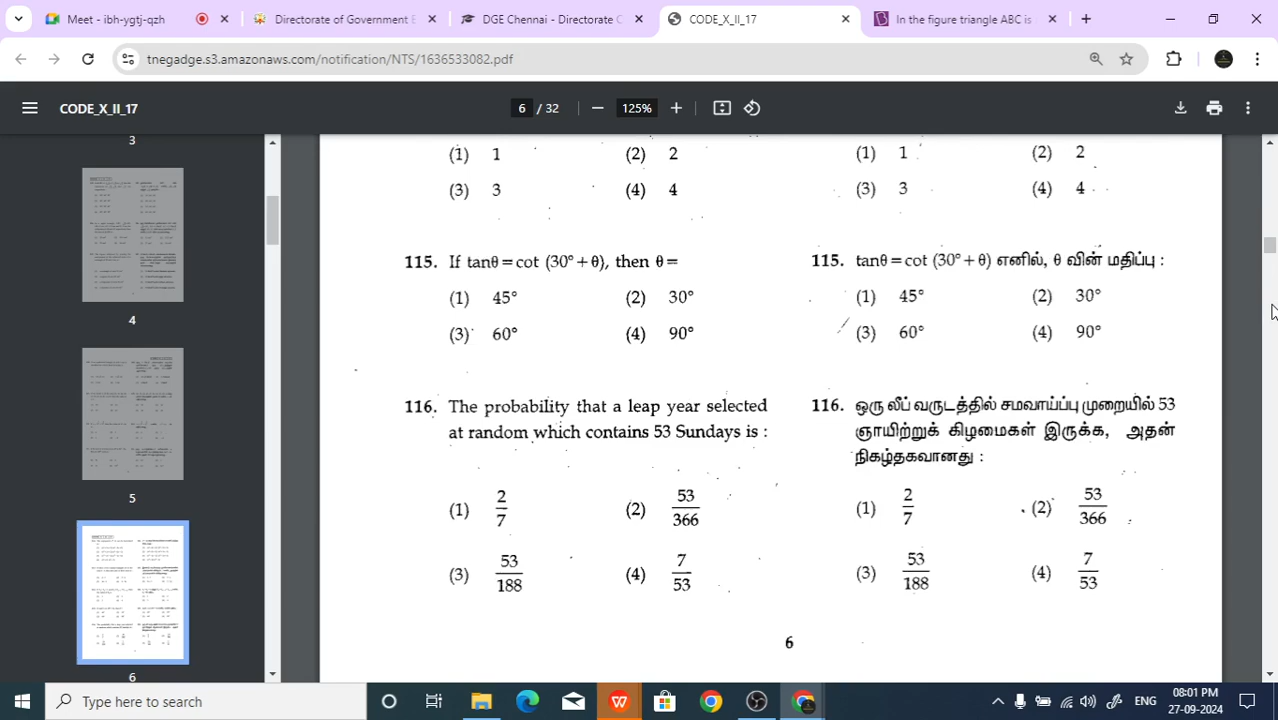 Meet - ibh-ygtj-qzh
Directorate of Government E
DGE Chennai - Directorate C
CODE_X_II_17
In the figure triangle ABC is
tnegadge.s3.amazonaws.com/notification/NTS/1636533082.pdf
CODE_X_II_17
6 / 32
125%
3
4
5
6
(1) 1 (2) 2
(3) 3 (4) 4
115. If tanθ = cot (30° + θ), then θ =
(1) 45° (2) 30°
(3) 60° (4) 90°
116. The probability that a leap year selected
at random which contains 53 Sundays is :
(1) 2/7 (2) 53/366
(3) 53/188 (4) 7/53
(1) 1 (2) 2
(3) 3 (4) 4
115. tanθ = cot (30° + θ) எனில், θ வின் மதிப்பு :
(1) 45° (2) 30°
(3) 60° (4) 90°
116. ஒரு லீப் வருடத்தில் சமவாய்ப்பு முறையில் 53
ஞாயிற்றுக் கிழமைகள் இருக்க, அதன்
நிகழ்தகவானது :
(1) 2/7 (2) 53/366
(3) 53/188 (4) 7/53
6
Type here to search
ENG
08:01 PM
27-09-2024